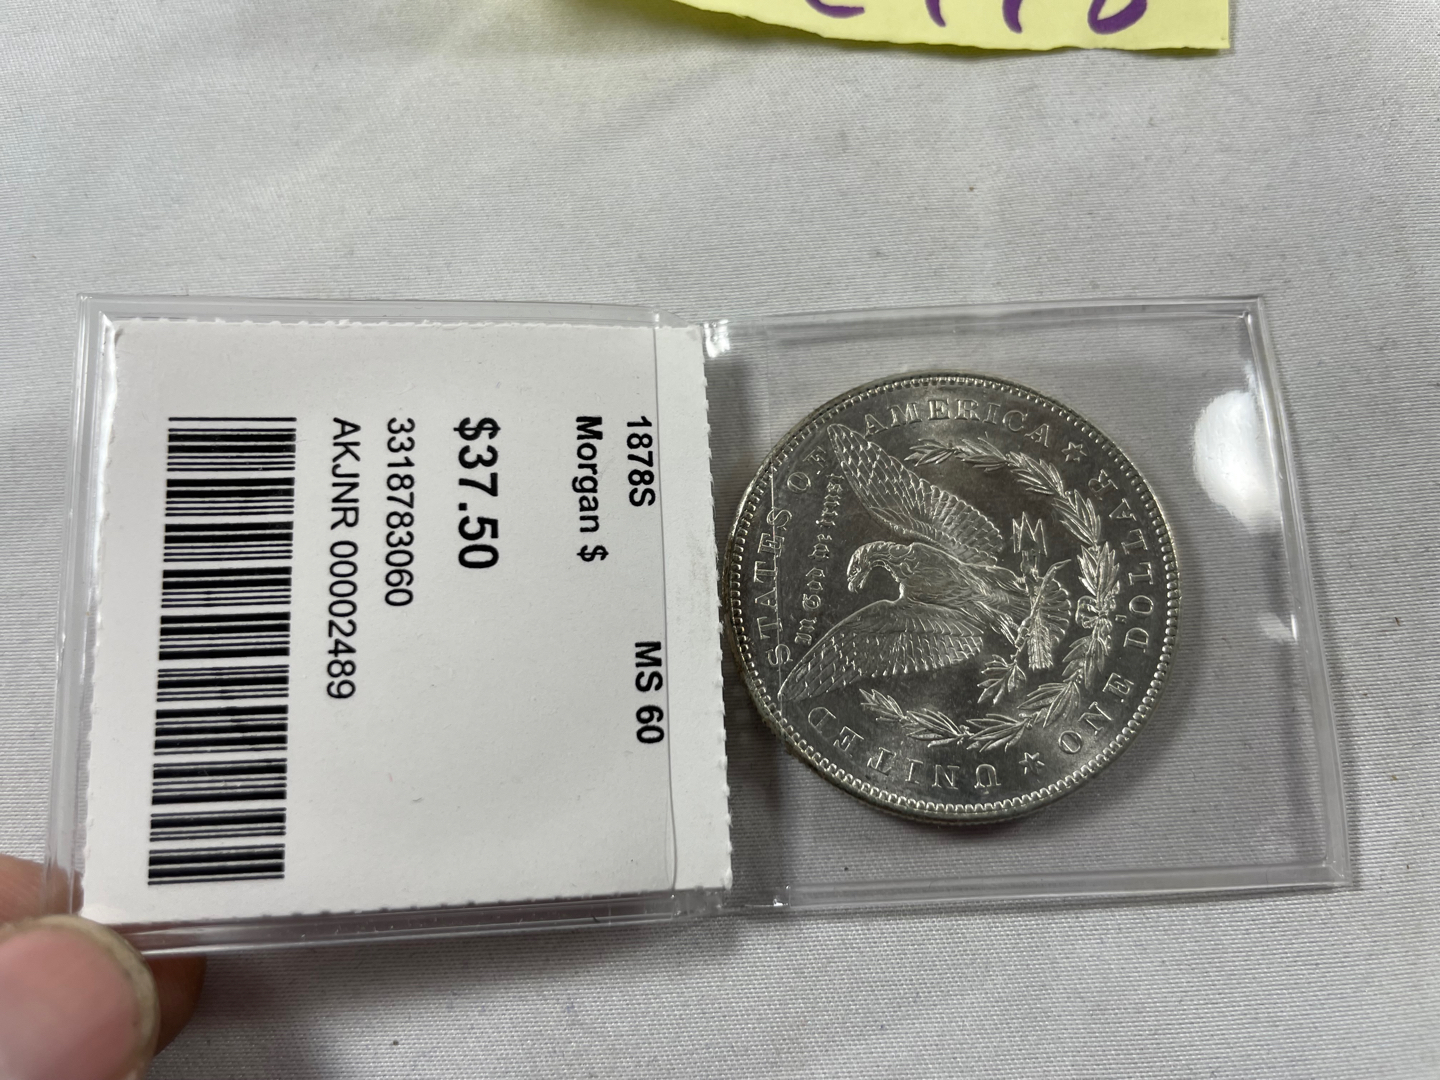 1878S MS 60
Morgan $
$37.50
3318783060
AKJNR 00002489
UNITED STATES OF AMERICA
In God we trust
ONE DOLLAR